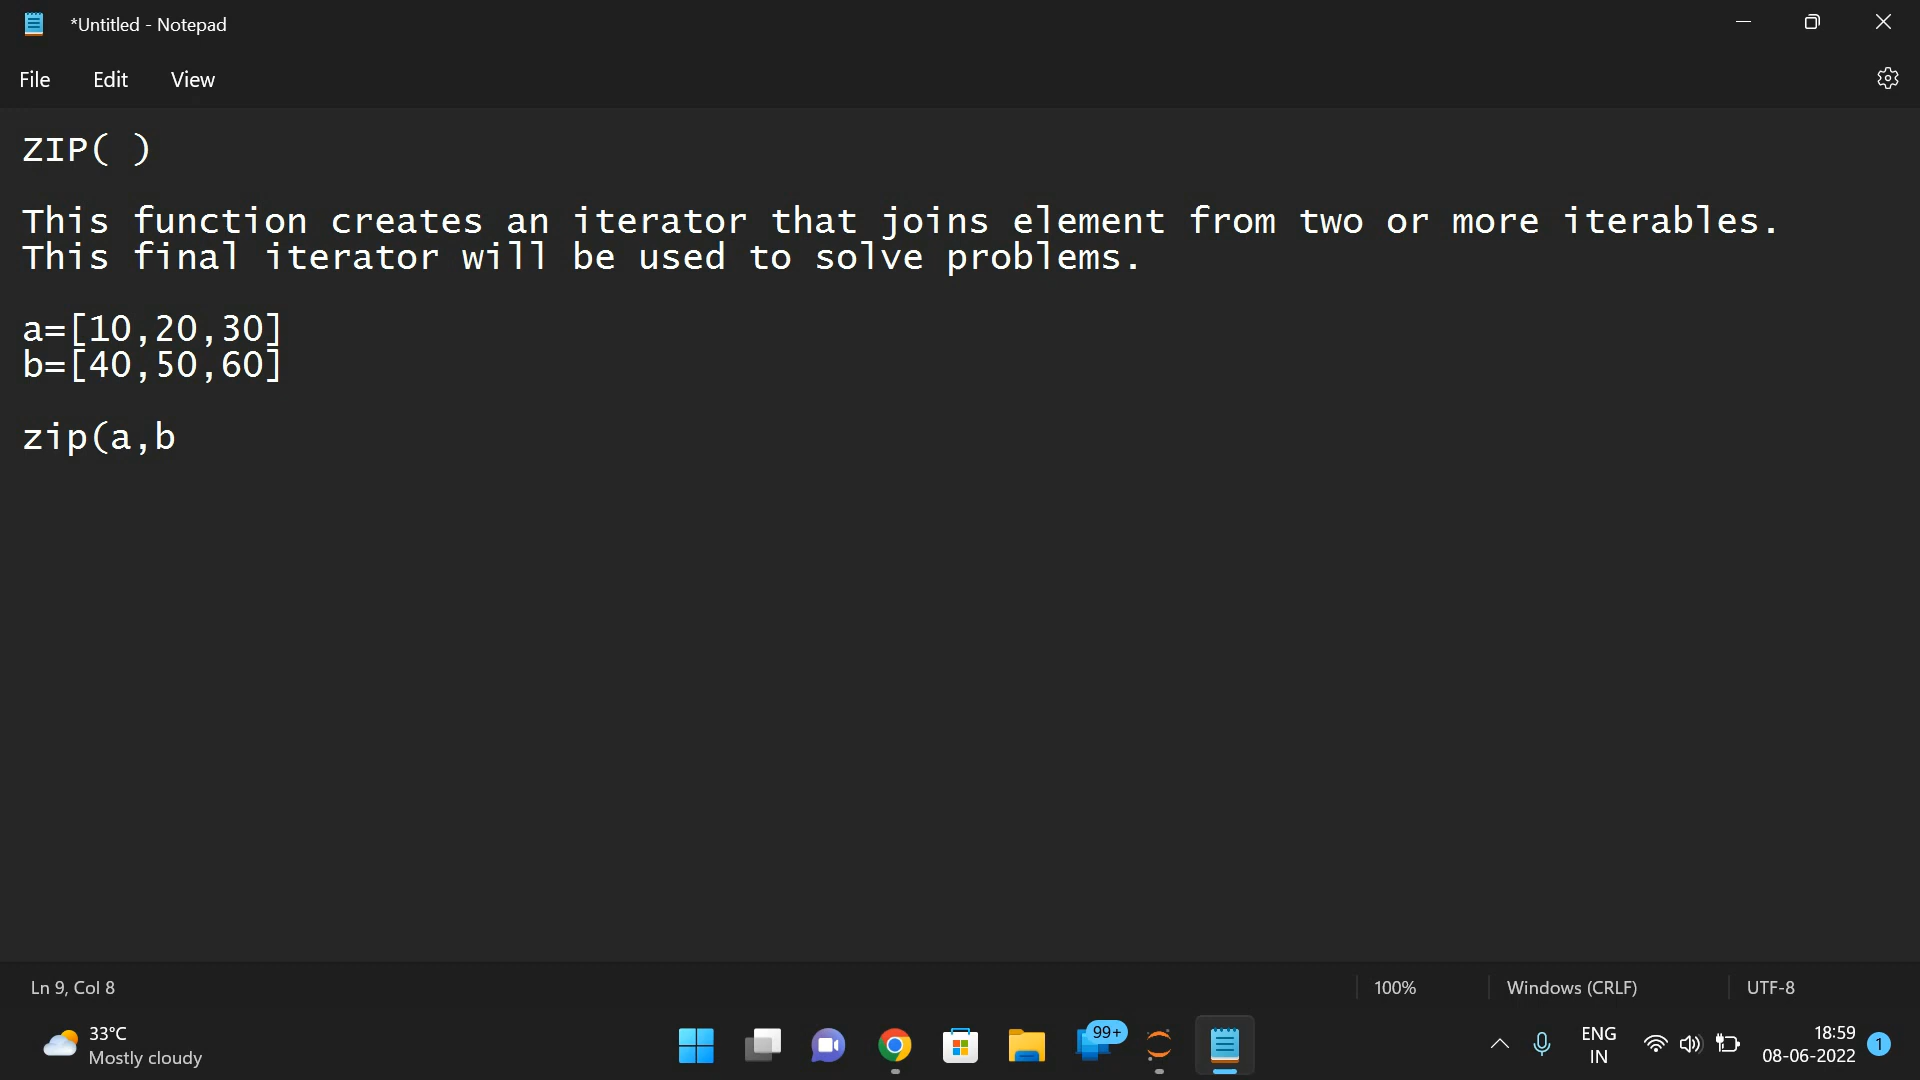 *Untitled - Notepad
File Edit View
ZIP( )
This function creates an iterator that joins element from two or more iterables.
This final iterator will be used to solve problems.
a=[10,20,30]
b=[40,50,60]
zip(a,b
Ln 9, Col 8
100%
Windows (CRLF)
UTF-8
33°C
Mostly cloudy
99+
ENG
IN
18:59
08-06-2022
1